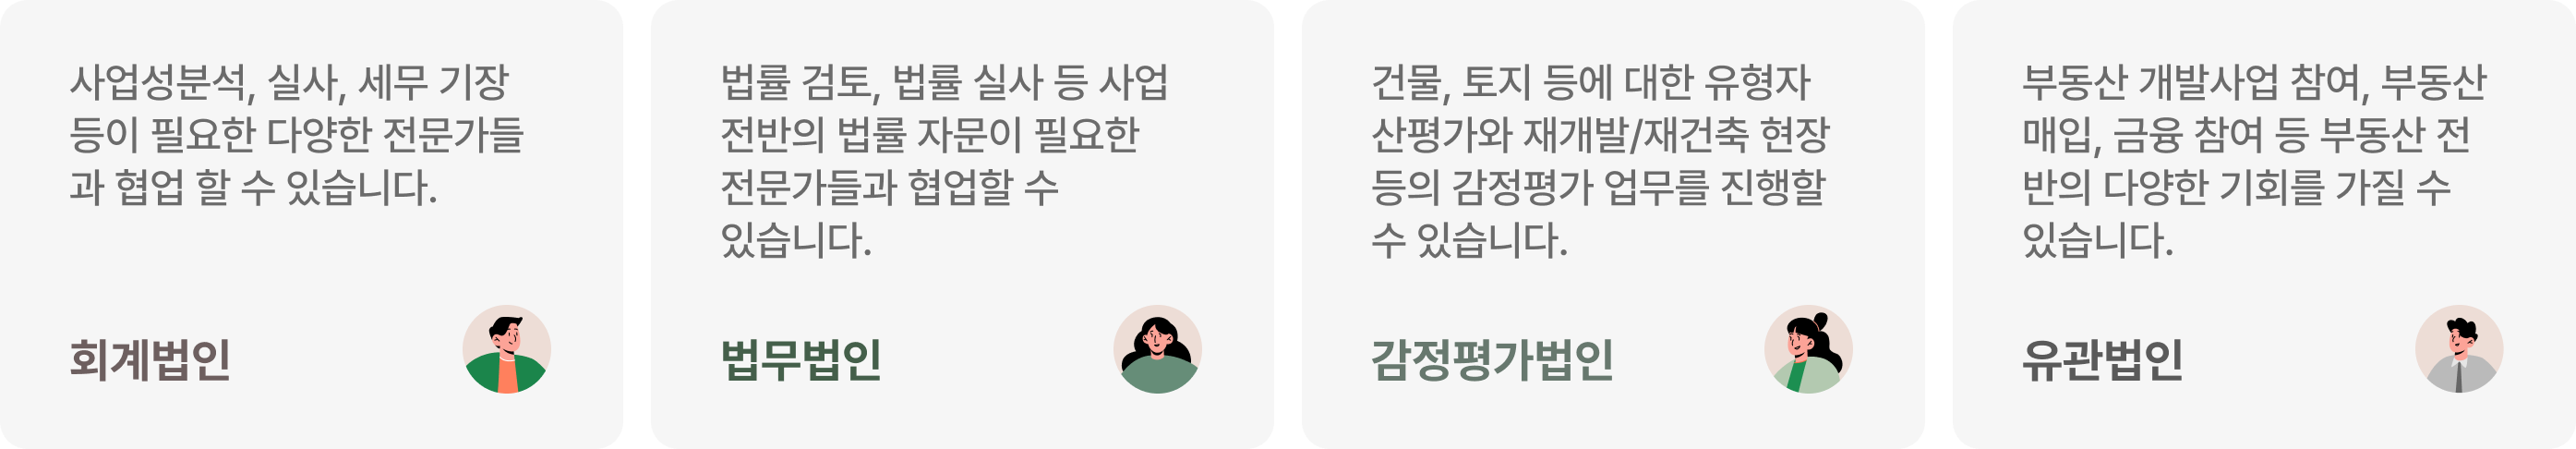 사업성분석, 실사, 세무 기장
등이 필요한 다양한 전문가들
과 협업 할 수 있습니다.
회계법인
법률 검토, 법률 실사 등 사업
전반의 법률 자문이 필요한
전문가들과 협업할 수
있습니다.
법무법인
건물, 토지 등에 대한 유형자
산평가와 재개발/재건축 현장
등의 감정평가 업무를 진행할
수 있습니다.
감정평가법인
부동산 개발사업 참여, 부동산
매입, 금융 참여 등 부동산 전
반의 다양한 기회를 가질 수
있습니다.
유관법인